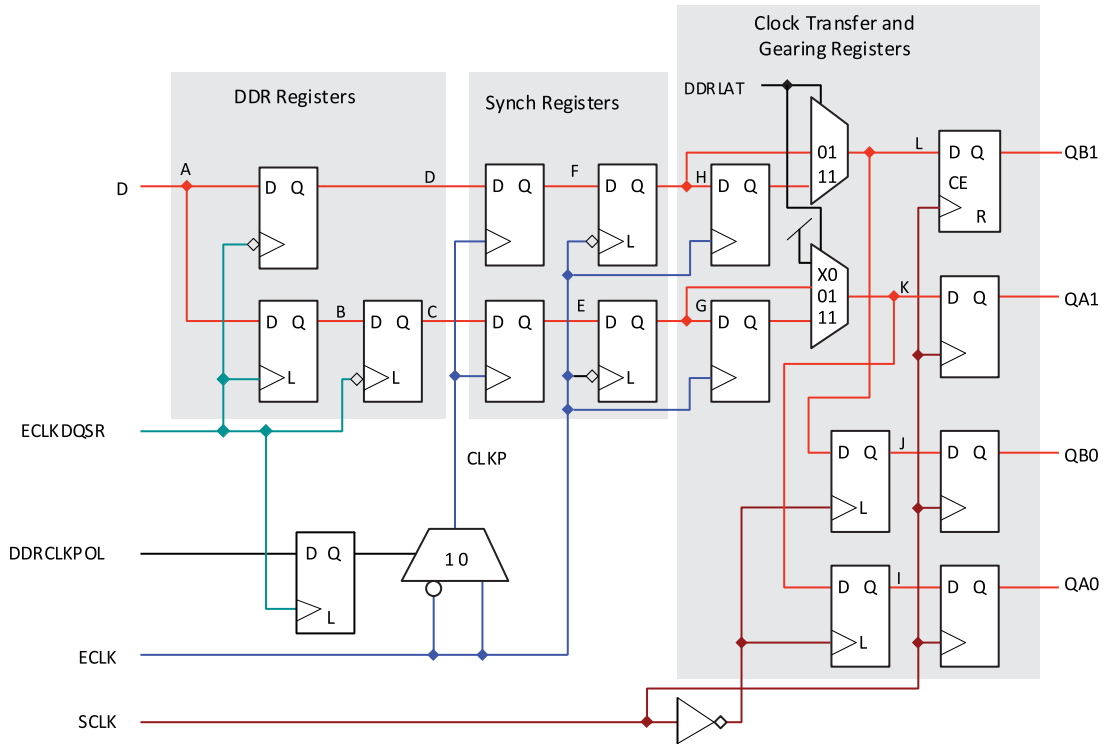 Clock Transfer and
Gearing Registers
DDR Registers
Synch Registers
DDRLAT
D
A
D Q
D
D Q
F
D Q
L
H
D Q
01
11
L
D Q
CE
R
QB1
D Q
L
B
D Q
L
C
D Q
E
D Q
L
G
D Q
X0
01
11
K
D Q
QA1
ECLKDQSR
CLKP
D Q
L
J
D Q
QB0
DDRCLKPOL
D Q
L
1 0
D Q
L
I
D Q
QA0
ECLK
SCLK